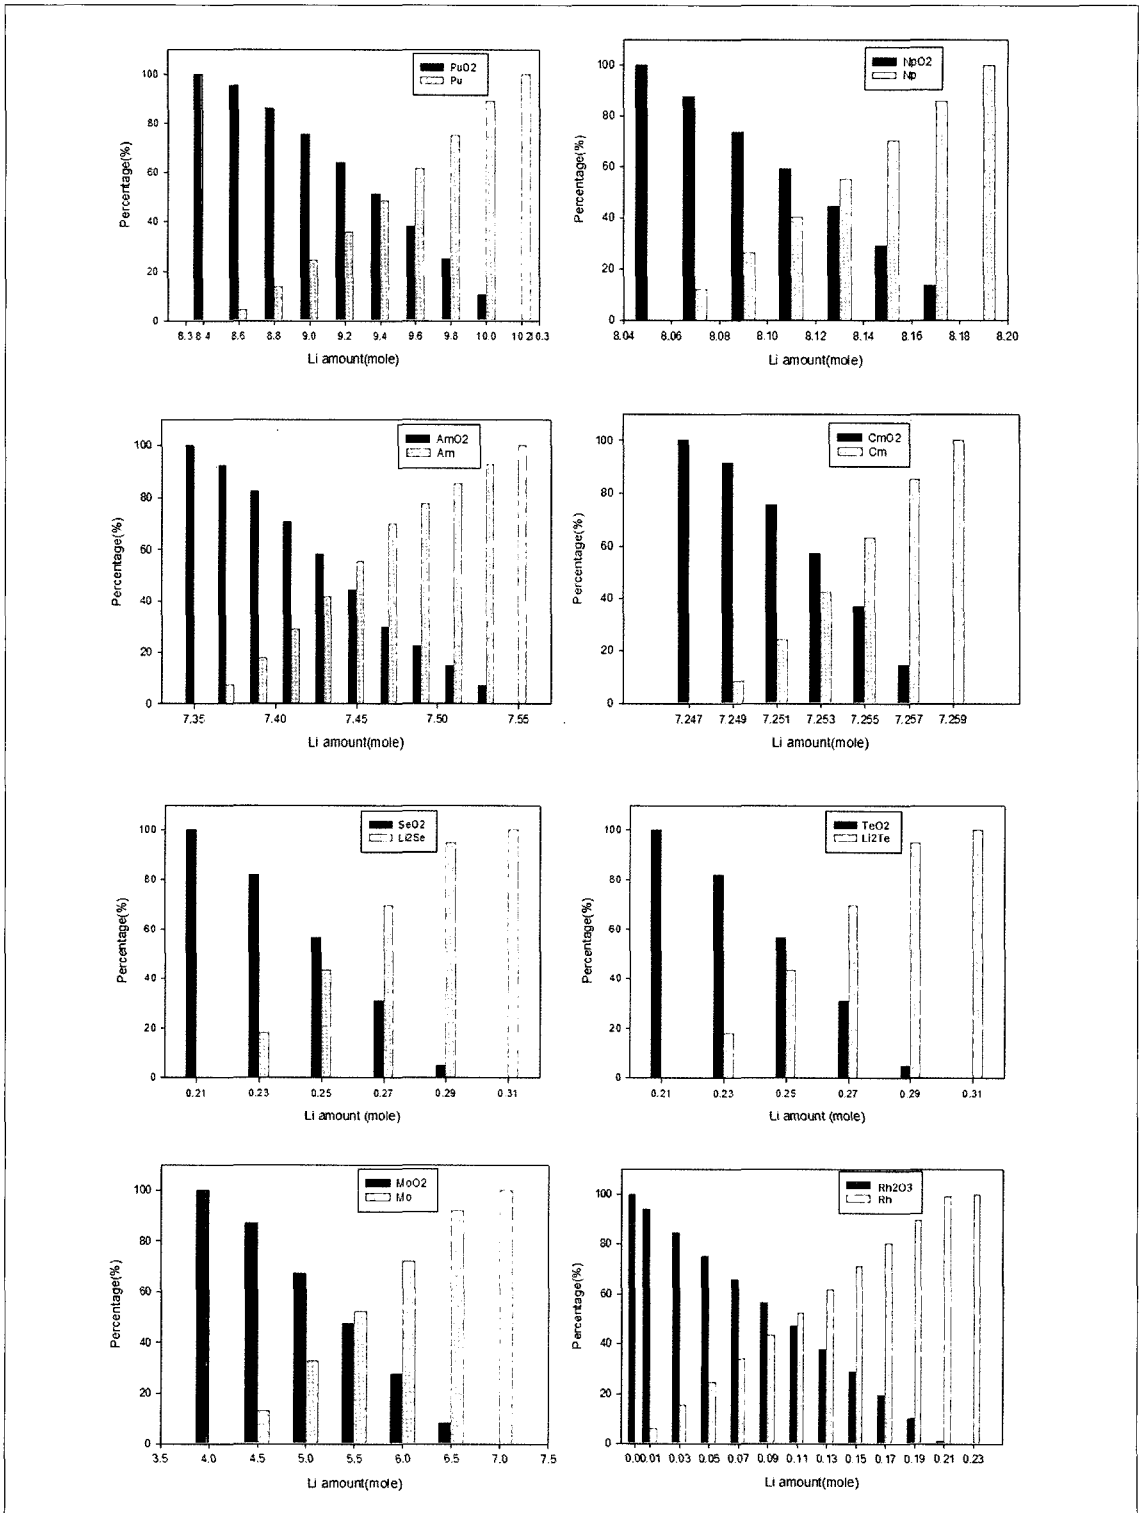 PuO2
Pu
100
80
60
40
20
0
Percentage(%)
8.3 8.4 8.6 8.8 9.0 9.2 9.4 9.6 9.8 10.0 10.2 10.3
Li amount(mole)
NpO2
Np
100
80
60
40
20
0
Percentage(%)
8.04 8.06 8.08 8.10 8.12 8.14 8.16 8.18 8.20
Li amount(mole)
AmO2
Am
100
80
60
40
20
0
Percentage(%)
7.35 7.40 7.45 7.50 7.55
Li amount(mole)
CmO2
Cm
100
80
60
40
20
0
Percentage(%)
7.247 7.249 7.251 7.253 7.255 7.257 7.259
Li amount(mole)
SeO2
Li2Se
100
80
60
40
20
0
Percentage(%)
0.21 0.23 0.25 0.27 0.29 0.31
Li amount (mole)
TeO2
Li2Te
100
80
60
40
20
0
Percentage(%)
0.21 0.23 0.25 0.27 0.29 0.31
Li amount (mole)
MoO2
Mo
100
80
60
40
20
0
Percentage(%)
3.5 4.0 4.5 5.0 5.5 6.0 6.5 7.0 7.5
Li amount(mole)
Rh2O3
Rh
100
80
60
40
20
0
Percentage(%)
0.00 0.01 0.03 0.05 0.07 0.09 0.11 0.13 0.15 0.17 0.19 0.21 0.23
Li amount(mole)